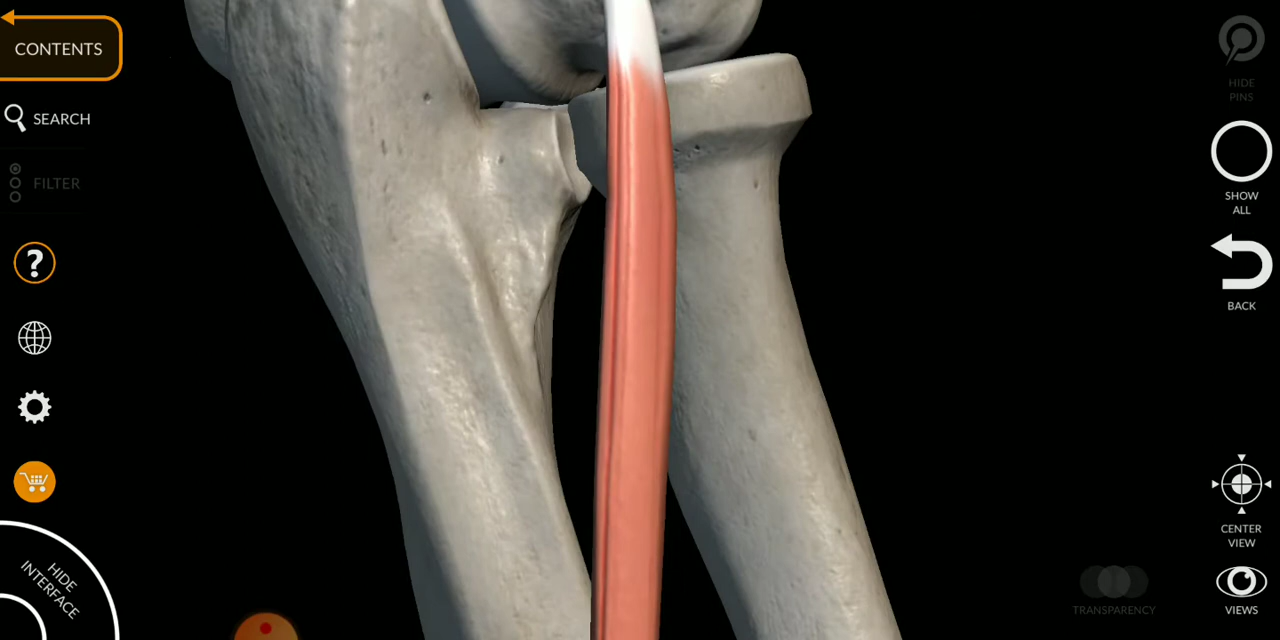 CONTENTS
SEARCH
FILTER
?
HIDE
INTERFACE
HIDE
PINS
SHOW
ALL
BACK
CENTER
VIEW
TRANSPARENCY
VIEWS